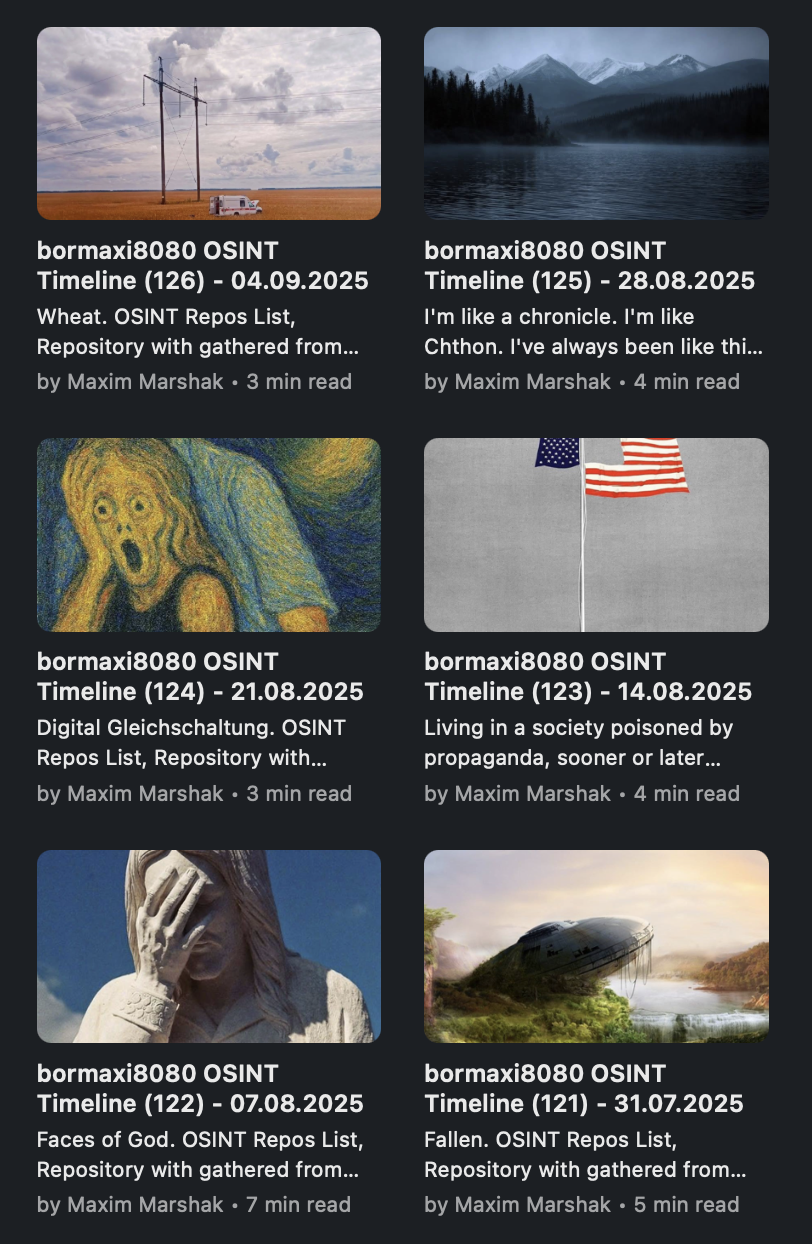 bormaxi8080 OSINT
Timeline (126) - 04.09.2025
Wheat. OSINT Repos List,
Repository with gathered from...
by Maxim Marshak • 3 min read
bormaxi8080 OSINT
Timeline (125) - 28.08.2025
I'm like a chronicle. I'm like
Chthon. I've always been like thi...
by Maxim Marshak • 4 min read
bormaxi8080 OSINT
Timeline (124) - 21.08.2025
Digital Gleichschaltung. OSINT
Repos List, Repository with...
by Maxim Marshak • 3 min read
bormaxi8080 OSINT
Timeline (123) - 14.08.2025
Living in a society poisoned by
propaganda, sooner or later...
by Maxim Marshak • 4 min read
bormaxi8080 OSINT
Timeline (122) - 07.08.2025
Faces of God. OSINT Repos List,
Repository with gathered from...
by Maxim Marshak • 7 min read
bormaxi8080 OSINT
Timeline (121) - 31.07.2025
Fallen. OSINT Repos List,
Repository with gathered from...
by Maxim Marshak • 5 min read